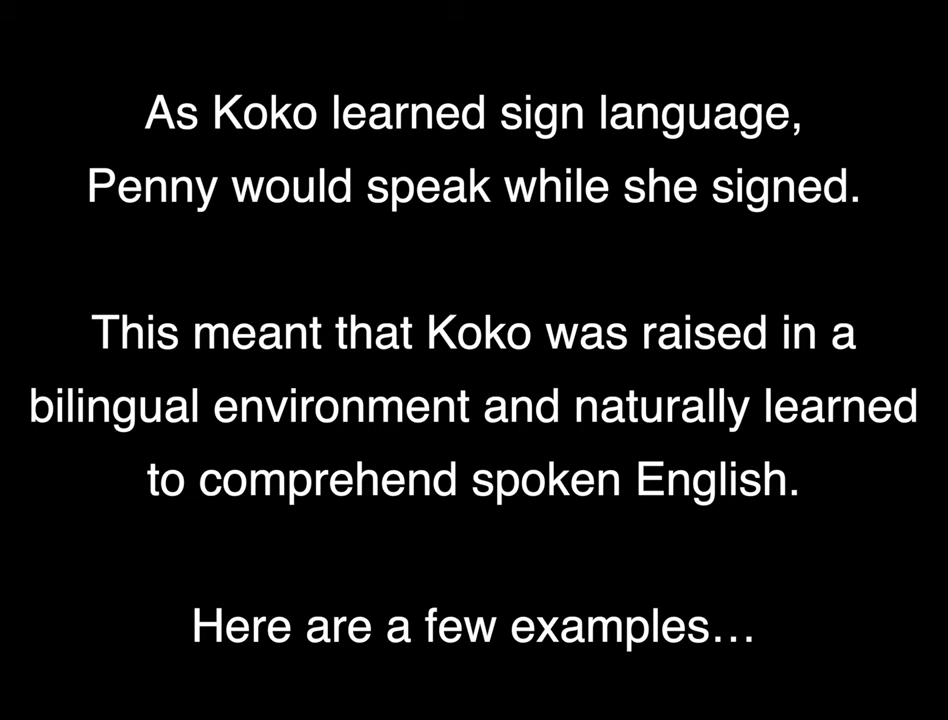 As Koko learned sign language,
Penny would speak while she signed.
This meant that Koko was raised in a
bilingual environment and naturally learned
to comprehend spoken English.
Here are a few examples…